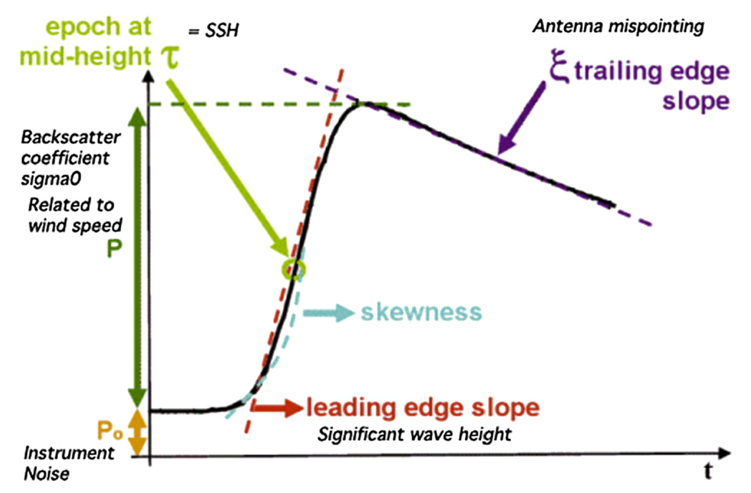 epoch at
mid-height τ
= SSH
Antenna mispointing
ξ trailing edge
slope
Backscatter
coefficient
sigma0
Related to
wind speed
P
skewness
leading edge slope
Significant wave height
Po
Instrument
Noise
t